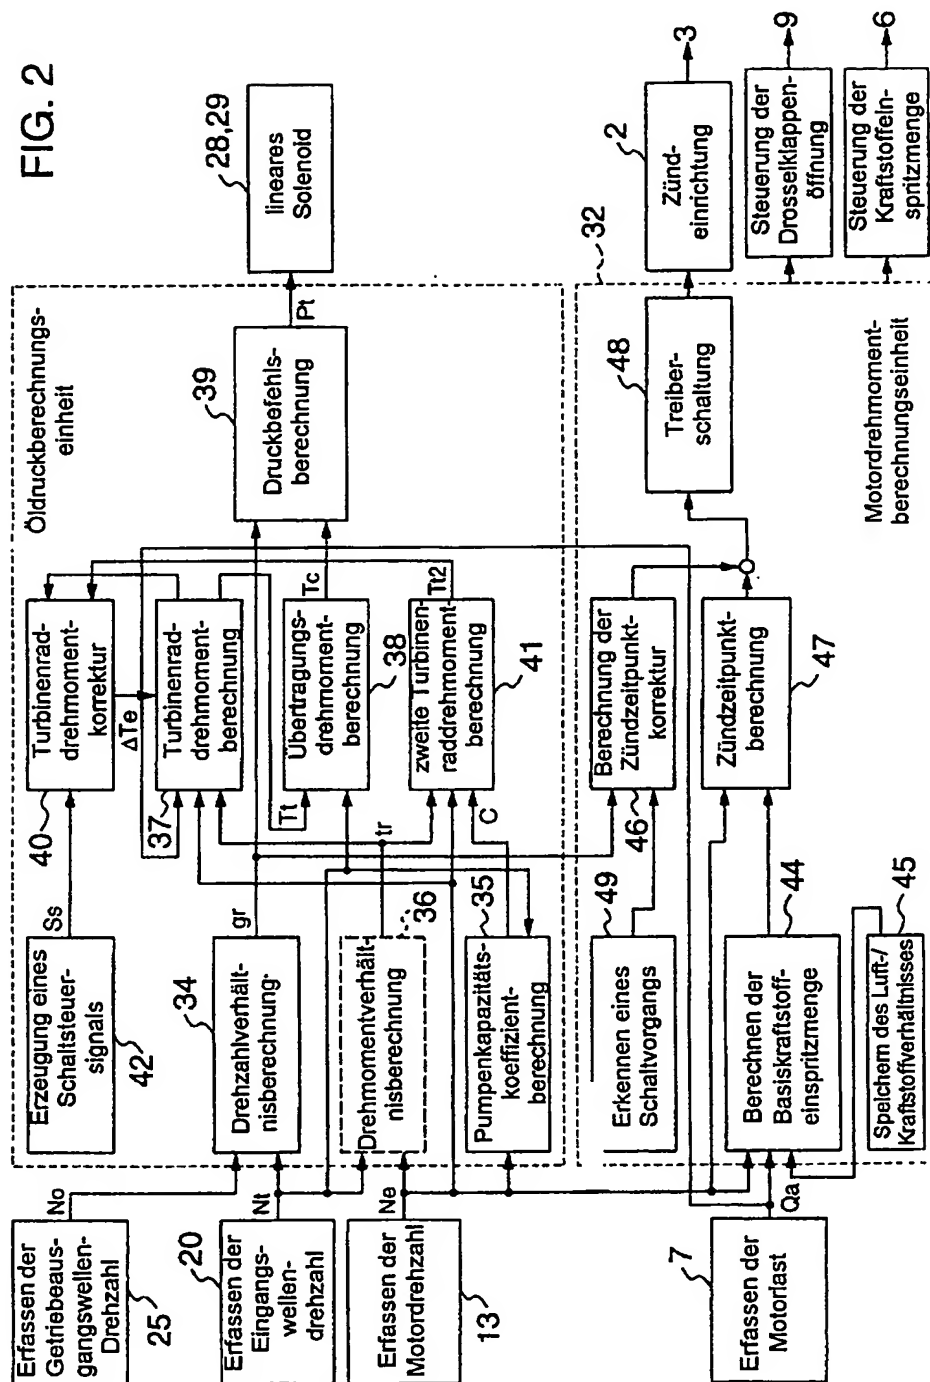 FIG. 2
Erfassen der
Getriebeaus-
gangswellen-
Drehzahl
25
No
Erfassen der
Eingangs-
wellen-
drehzahl
20
Nt
Erfassen der
Motordrehzahl
13
Ne
Erfassen der
Motorlast
7
Qa
Öldruckberechnungs-
einheit
Erzeugung eines
Schaltsteuer-
signals
42
Ss
Drehzahlverhält-
nisberechnung.
34
gr
Drehmomentverhält-
nisberechnung
36
tr
Pumpenkapazitäts-
koeffizient-
berechnung
35
C
Turbinenrad-
drehmoment-
korrektur
40
ΔTe
Turbinenrad-
drehmoment-
berechnung
37
Tt
Ubertragungs-
drehmoment-
berechnung
38
Tc
zweite Turbinen-
raddrehmoment-
berechnung
41
Tt2
Druckbefehls-
berechnung
39
Pt
lineares
Solenoid
28,29
Erkennen eines
Schaltvorgangs
49
Berechnen der
Basiskraftstoff-
einspritzmenge
44
Speichern des Luft-/
Kraftstoffverhältnisses
45
Berechnung der
Zündzeitpunkt-
korrektur
46
Zündzeitpunkt-
berechnung
47
Treiber-
schaltung
48
Motordrehmoment-
berechnungseinheit
32
Zünd-
einrichtung
2
3
Steuerung der
Drosselklappen-
öffnung
9
Steuerung der
Kraftstoffeln-
spritzmenge
6